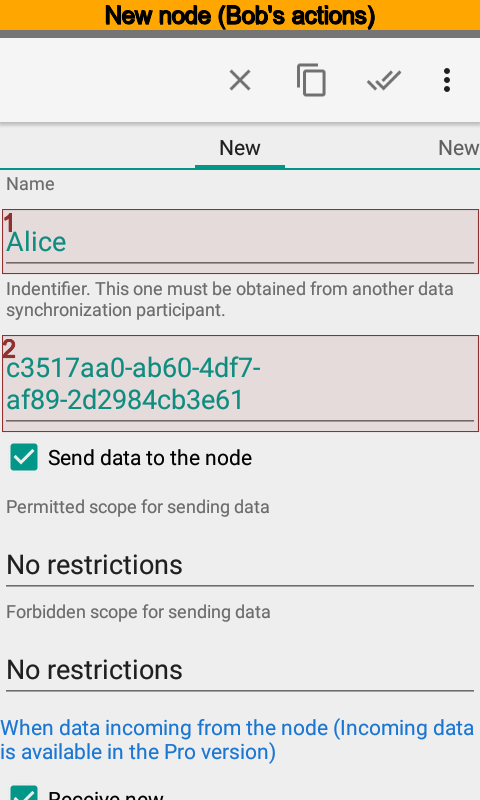 New node (Bob's actions)
New
New
Name
1
Alice
Indentifier. This one must be obtained from another data
synchronization participant.
2
c3517aa0-ab60-4df7-
af89-2d2984cb3e61
Send data to the node
Permitted scope for sending data
No restrictions
Forbidden scope for sending data
No restrictions
When data incoming from the node (Incoming data
is available in the Pro version)
Receive new